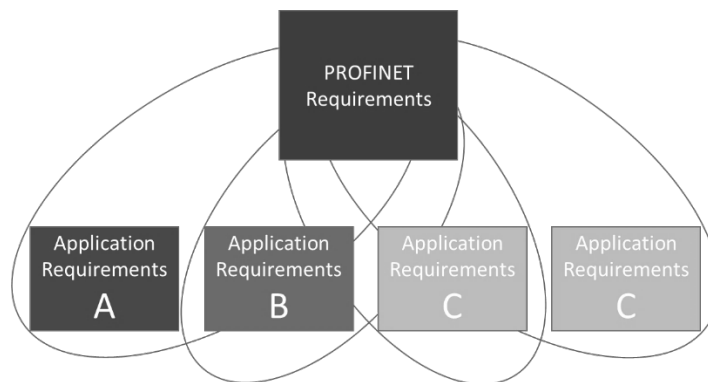 PROFINET
Requirements
Application
Requirements
A
Application
Requirements
B
Application
Requirements
C
Application
Requirements
C